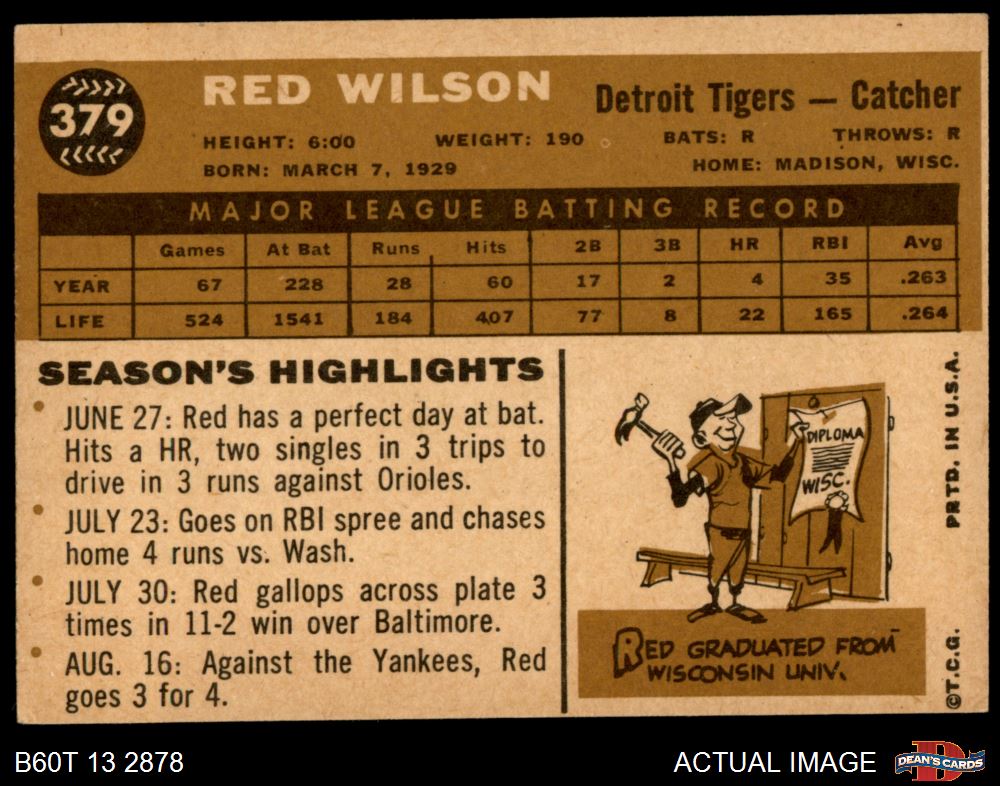 379
RED WILSON
Detroit Tigers — Catcher
HEIGHT: 6:00 WEIGHT: 190 BATS: R THROWS: R
BORN: MARCH 7, 1929 HOME: MADISON, WISC.
MAJOR LEAGUE BATTING RECORD
Games At Bat Runs Hits 2B 3B HR RBI Avg
YEAR 67 228 28 60 17 2 4 35 .263
LIFE 524 1541 184 407 77 8 22 165 .264
SEASON'S HIGHLIGHTS
• JUNE 27: Red has a perfect day at bat.
Hits a HR, two singles in 3 trips to
drive in 3 runs against Orioles.
• JULY 23: Goes on RBI spree and chases
home 4 runs vs. Wash.
• JULY 30: Red gallops across plate 3
times in 11-2 win over Baltimore.
• AUG. 16: Against the Yankees, Red
goes 3 for 4.
DIPLOMA
WISC.
RED GRADUATED FROM
WISCONSIN UNIV.
©T.C.G. PRTD. IN U.S.A.
B60T 13 2878
ACTUAL IMAGE
D
DEAN'S CARDS